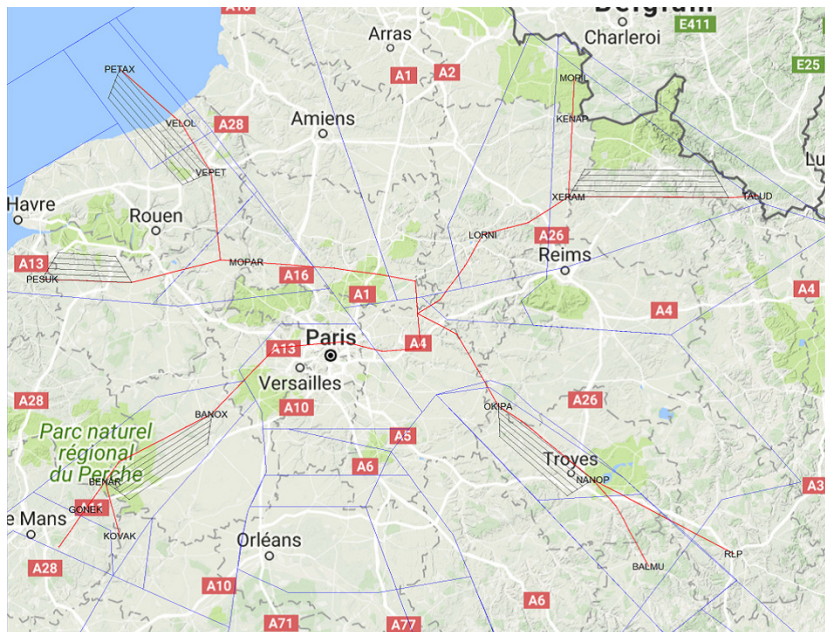 A16
Belgium
Charleroi
E411
Arras
A1
A2
E25
PETAX
MOPIL
VELOL
A28
Amiens
KENAP
Lu
VEPET
Havre
Rouen
XERAM
TALUD
LORNI
A26
Reims
A13
PESUK
MOPAR
A16
A1
A4
A4
Paris
A13
A4
Versailles
A28
A10
BANOX
OKIPA
A26
Parc naturel
régional
du Perche
A5
A6
Troyes
NANOP
BENAR
A3
GONEK
e Mans
KOVAK
Orléans
RLP
BALMU
A28
A10
A6
A71
A77